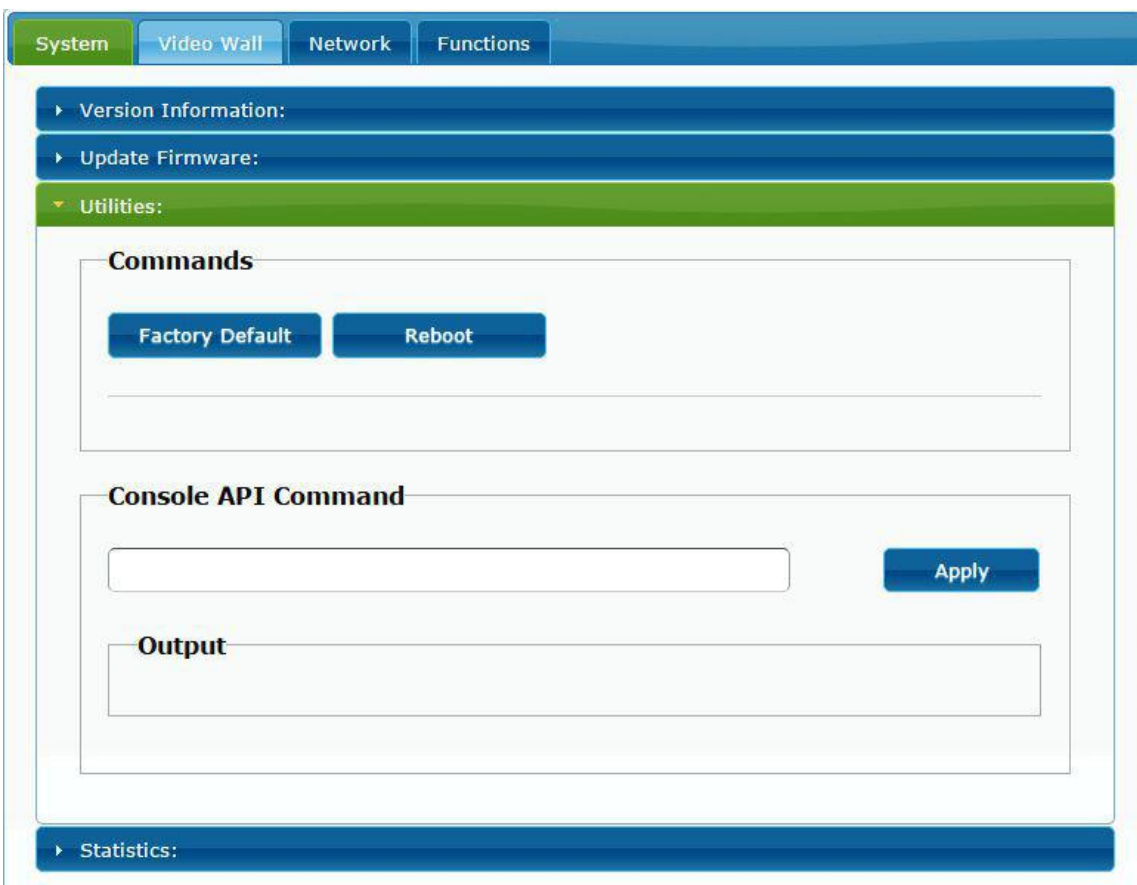 System Video Wall Network Functions
Version Information:
Update Firmware:
Utilities:
Commands
Factory Default Reboot
Console API Command
Apply
Output
Statistics: